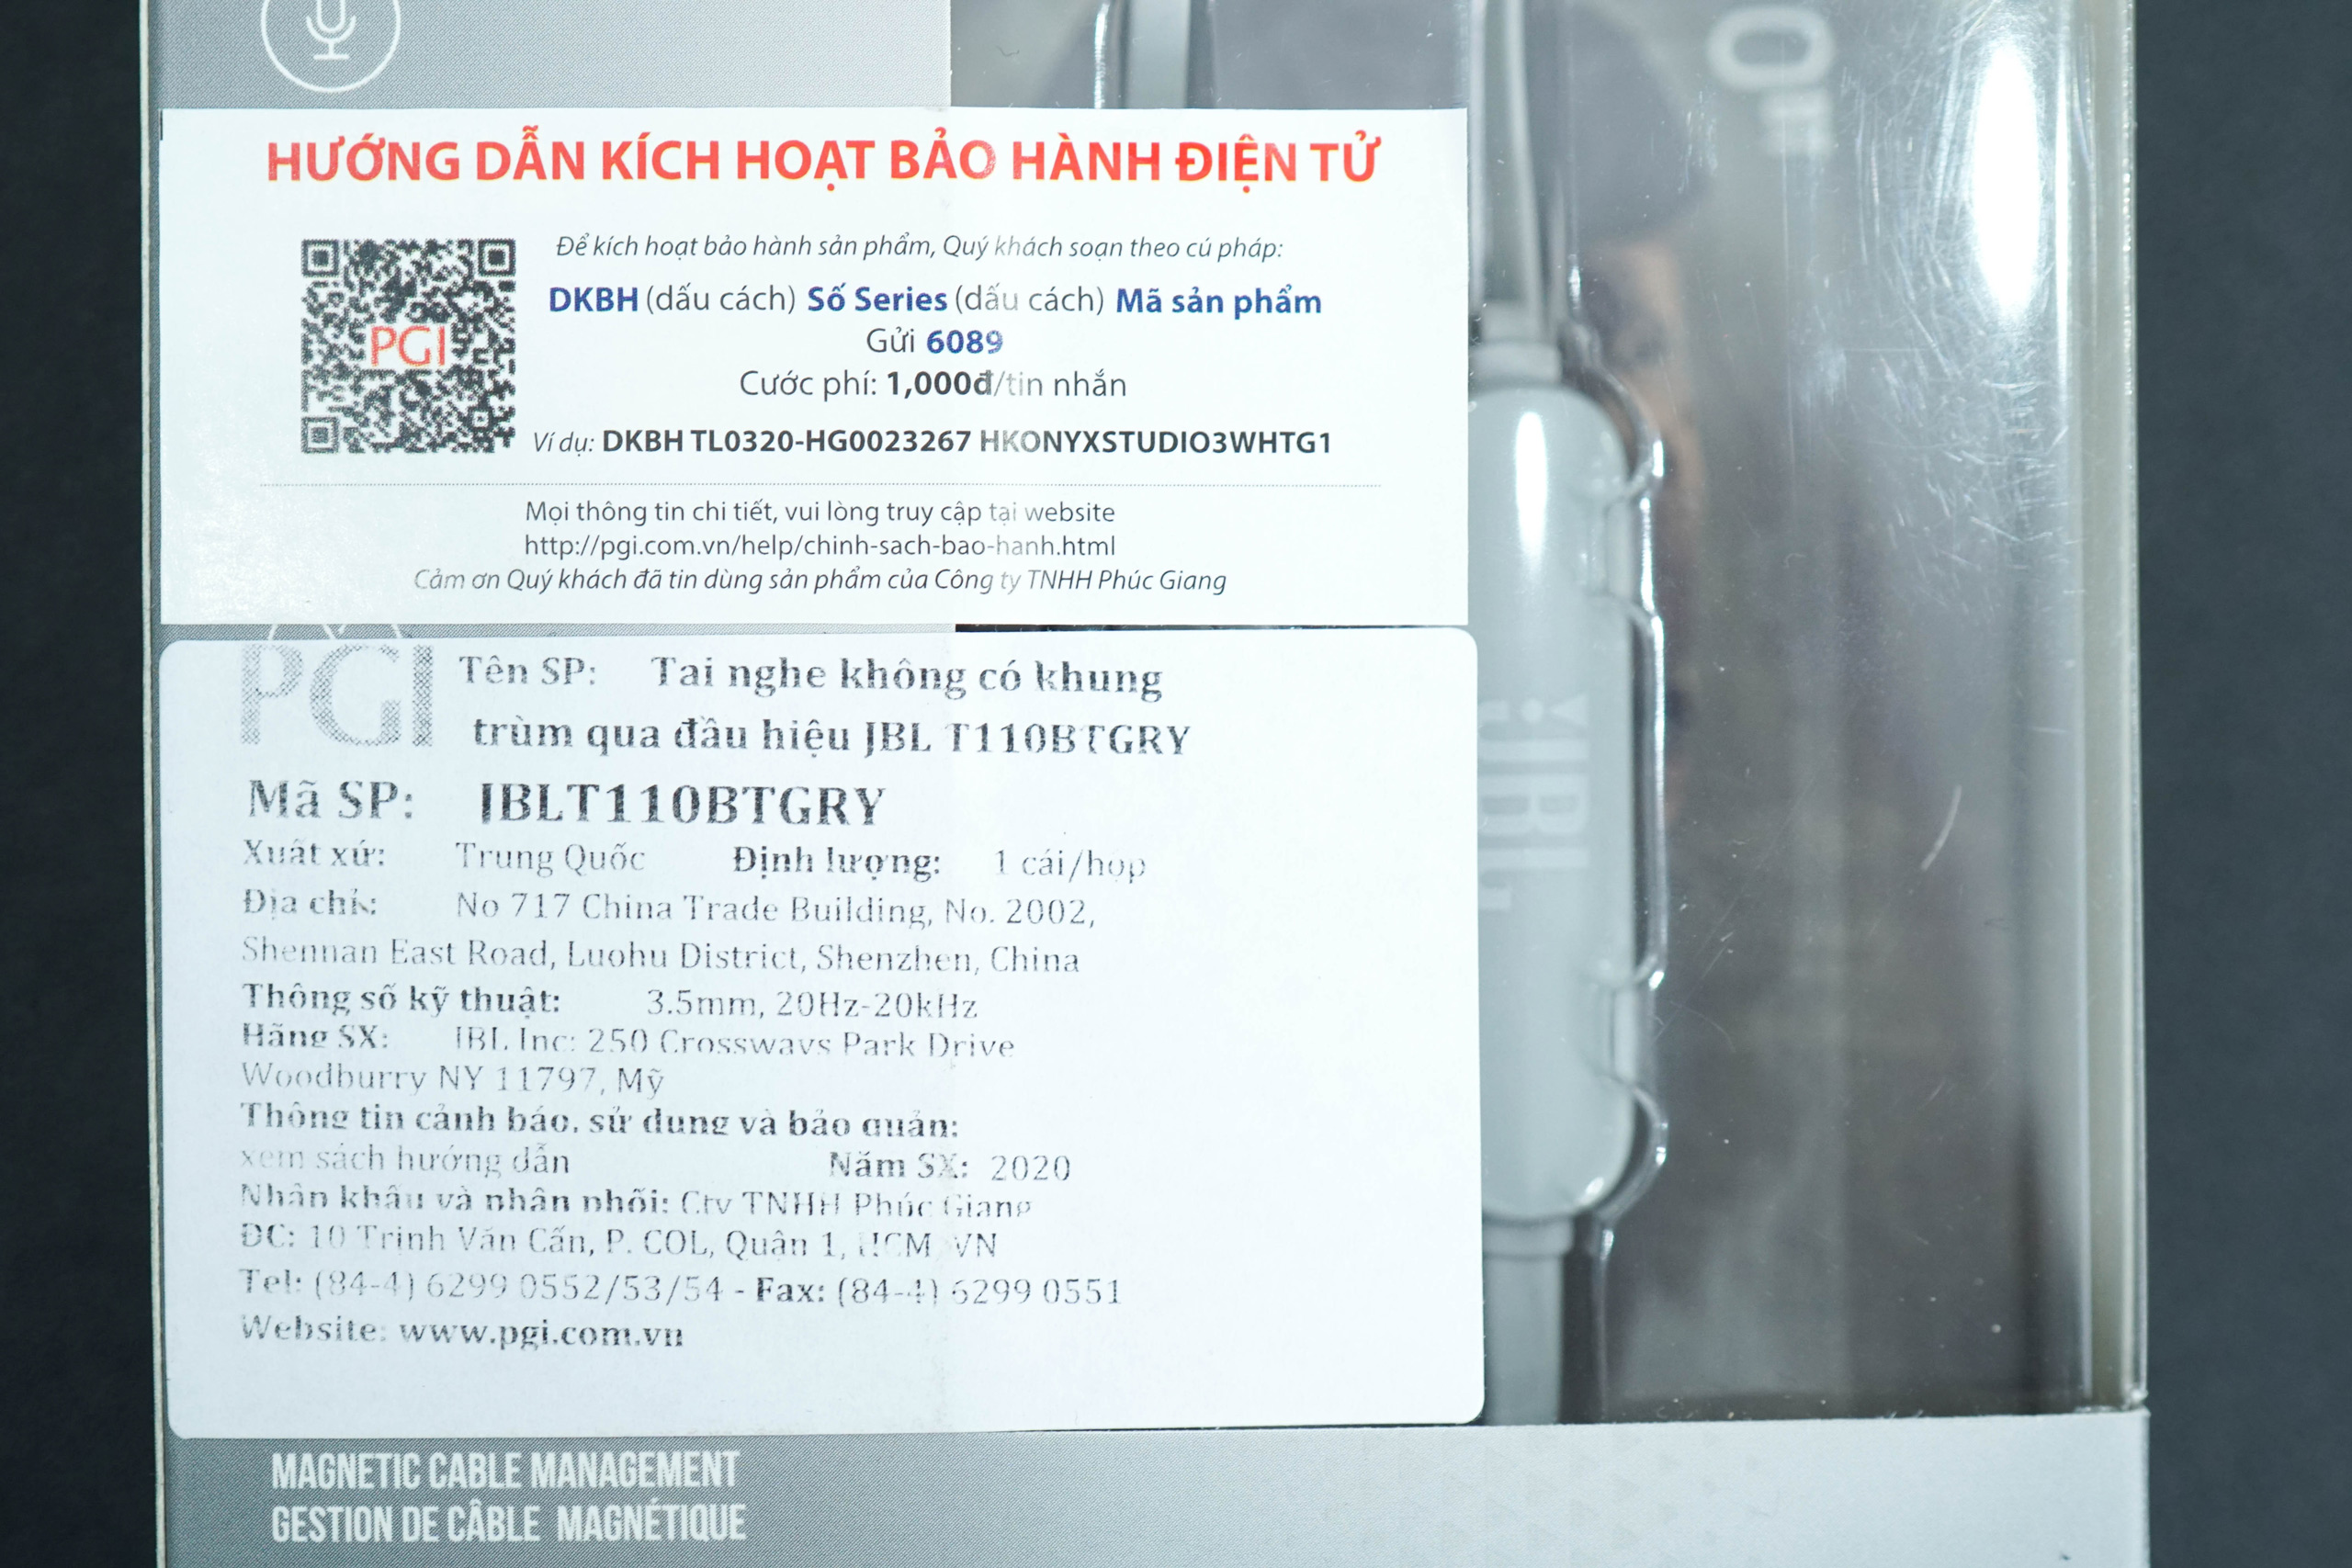 HƯỚNG DẪN KÍCH HOẠT BẢO HÀNH ĐIỆN TỬ
Để kích hoạt bảo hành sản phẩm, Quý khách soạn theo cú pháp:
DKBH (dấu cách) Số Series (dấu cách) Mã sản phẩm
Gửi 6089
Cước phí: 1,000đ/tin nhắn
PGI
Ví dụ: DKBH TL0320-HG0023267 HKONYXSTUDIO3WHTG1
Mọi thông tin chi tiết, vui lòng truy cập tại website
http://pgi.com.vn/help/chinh-sach-bao-hanh.html
Cảm ơn Quý khách đã tin dùng sản phẩm của Công ty TNHH Phúc Giang
PGI
Tên SP: Tai nghe không có khung
trùm qua đầu hiệu JBL T110BTGRY
Mã SP: JBLT110BTGRY
Xuất xứ: Trung Quốc Định lượng: 1 cái/hộp
Địa chỉ: No 717 China Trade Building, No. 2002,
Shennan East Road, Luohu District, Shenzhen, China
Thông số kỹ thuật: 3.5mm, 20Hz-20kHz
Hãng SX: JBL Inc: 250 Crossways Park Drive
Woodburry NY 11797, Mỹ
Thông tin cảnh báo, sử dụng và bảo quản:
xem sách hướng dẫn Năm SX: 2020
Nhân khẩu và nhân nhối: Cty TNHH Phúc Giang
ĐC: 10 Trịnh Văn Cấn, P. COL, Quận 1, HCM, VN
Tel: (84-4) 6299 0552/53/54 - Fax: (84-4) 6299 0551
Website: www.pgi.com.vn
JBL
MAGNETIC CABLE MANAGEMENT
GESTION DE CÂBLE MAGNÉTIQUE